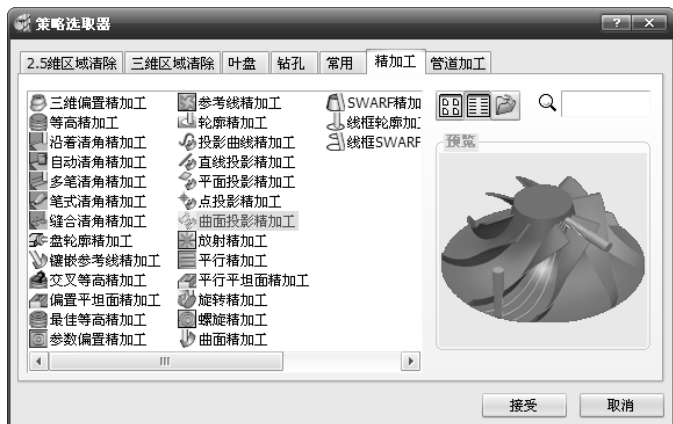 策略选取器
2.5维区域清除 三维区域清除 叶盘 钻孔 常用 精加工 管道加工
三维偏置精加工
等高精加工
沿着清角精加工
自动清角精加工
多笔清角精加工
笔式清角精加工
缝合清角精加工
盘轮廓精加工
镶嵌参考线精加工
交叉等高精加工
偏置平坦面精加工
最佳等高精加工
参数偏置精加工
参考线精加工
轮廓精加工
投影曲线精加工
直线投影精加工
平面投影精加工
点投影精加工
曲面投影精加工
放射精加工
平行精加工
平行平坦面精加工
旋转精加工
螺旋精加工
曲面精加工
SWARF精加
线框轮廓加工
线框SWARF
预览
接受 取消